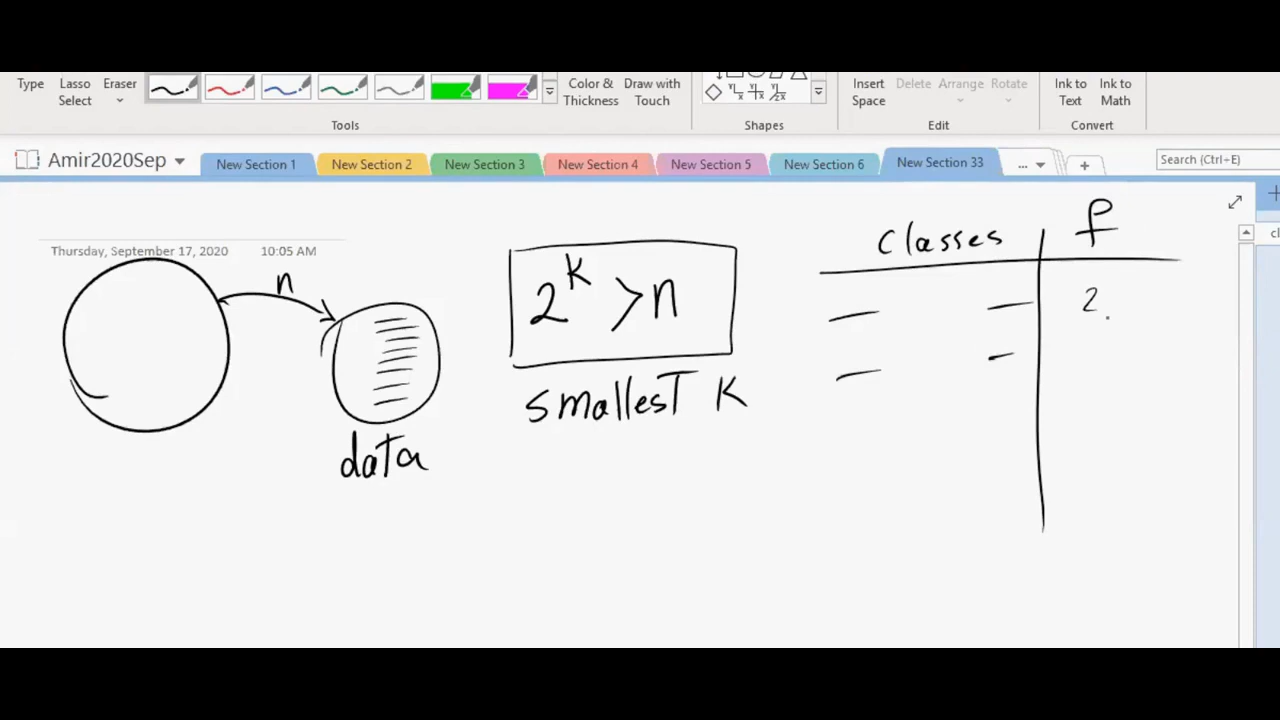 Type
Lasso Select
Eraser
Color & Thickness
Draw with Touch
Insert Space
Delete
Arrange
Rotate
Ink to Text
Ink to Math
Tools
Shapes
Edit
Convert
Amir2020Sep
New Section 1
New Section 2
New Section 3
New Section 4
New Section 5
New Section 6
New Section 33
...
Search (Ctrl+E)
Thursday, September 17, 2020 10:05 AM
n
data
2^k > n
smallest k
classes f
2.